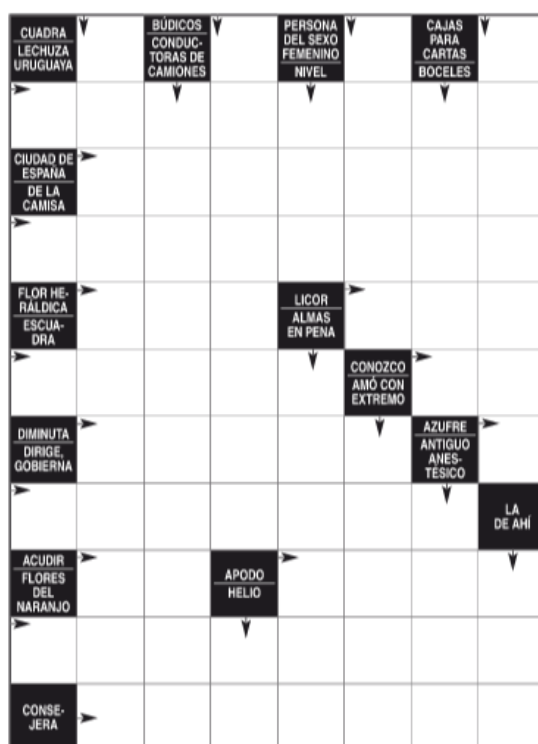 CUADRA
LECHUZA
URUGUAYA
BÚDICOS
CONDUC-
TORAS DE
CAMIONES
PERSONA
DEL SEXO
FEMENINO
NIVEL
CAJAS
PARA
CARTAS
BOCELES
CIUDAD DE
ESPAÑA
DE LA
CAMISA
FLOR HE-
RÁLDICA
ESCUA-
DRA
LICOR
ALMAS
EN PENA
CONOZCO
AMÓ CON
EXTREMO
DIMINUTA
DIRIGE,
GOBIERNA
AZUFRE
ANTIGUO
ANES-
TÉSICO
LA
DE AHÍ
ACUDIR
FLORES
DEL
NARANJO
APODO
HELIO
CONSE-
JERA